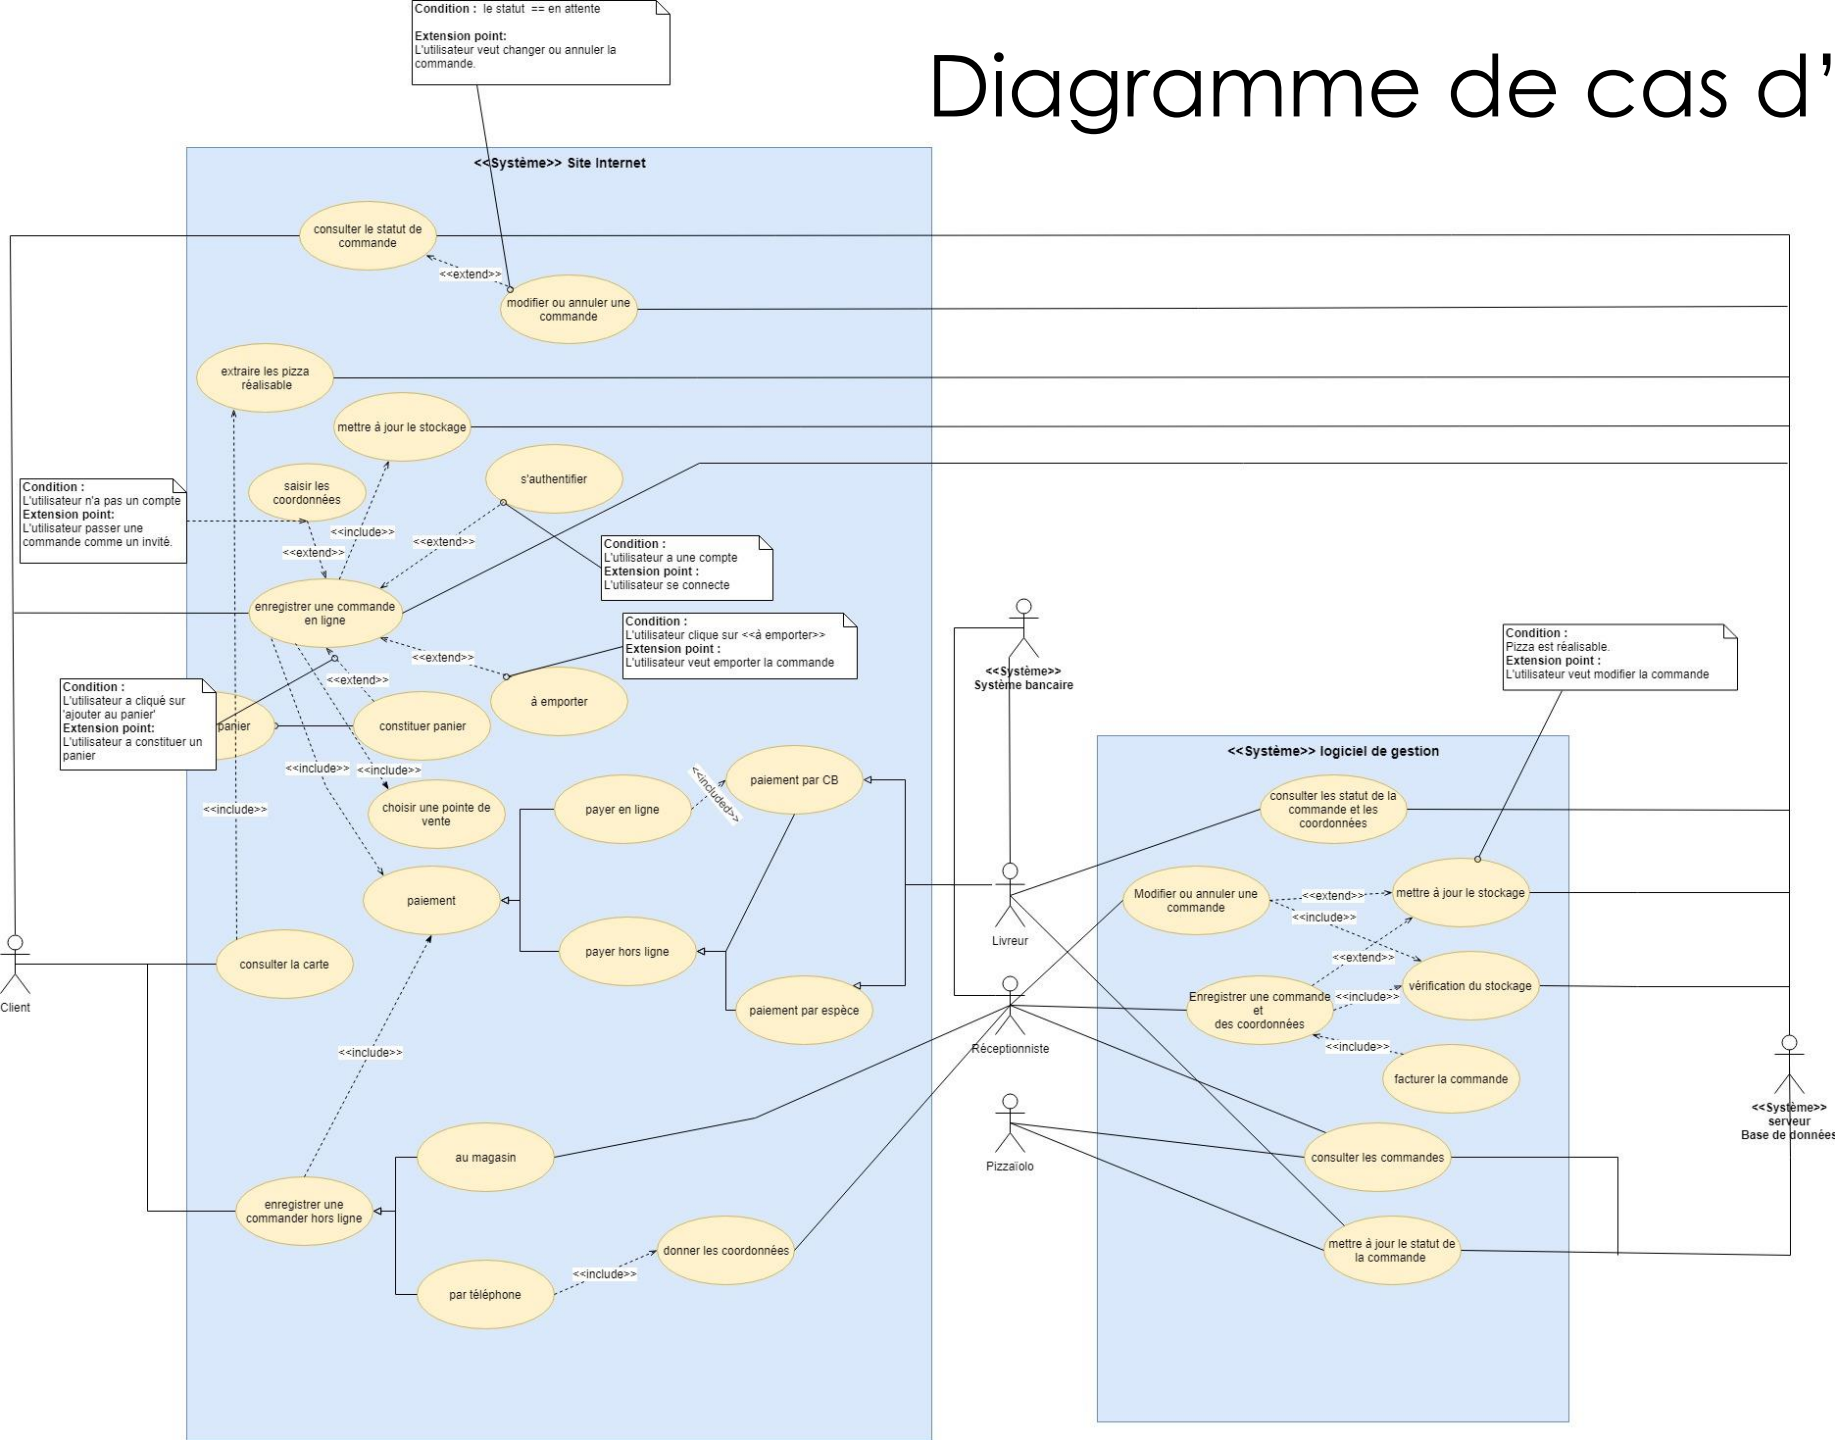 Condition :  le statut  == en attente
Extension point:
L'utilisateur veut changer ou annuler la
commande.
Diagramme de cas d'
<<Système>> Site Internet
consulter le statut de
commande
<<extend>>
modifier ou annuler une
commande
extraire les pizza
réalisable
mettre à jour le stockage
s'authentifier
saisir les
coordonnées
Condition :
L'utilisateur n'a pas un compte
Extension point:
L'utilisateur passer une
commande comme un invité.
<<include>>
<<extend>>
<<extend>>
Condition :
L'utilisateur a une compte
Extension point :
L'utilisateur se connecte
enregistrer une commande
en ligne
Condition :
L'utilisateur clique sur <<à emporter>>
Extension point :
L'utilisateur veut emporter la commande
<<extend>>
<<extend>>
à emporter
Condition :
L'utilisateur a cliqué sur
'ajouter au panier'
Extension point:
L'utilisateur a constituer un
panier
panier
constituer panier
<<include>>
<<include>>
<<include>>
choisir une pointe de
vente
payer en ligne
<<included>>
paiement par CB
paiement
payer hors ligne
paiement par espèce
consulter la carte
Client
<<include>>
au magasin
enregistrer une
commander hors ligne
donner les coordonnées
<<include>>
par téléphone
<<Système>>
Système bancaire
Livreur
Réceptionniste
Pizzaïolo
Condition :
Pizza est réalisable.
Extension point :
L'utilisateur veut modifier la commande
<<Système>> logiciel de gestion
consulter les statut de la
commande et les
coordonnées
Modifier ou annuler une
commande
<<extend>>
mettre à jour le stockage
<<include>>
<<extend>>
vérification du stockage
Enregistrer une commande
et
des coordonnées
<<include>>
<<include>>
facturer la commande
consulter les commandes
mettre à jour le statut de
la commande
<<Système>>
serveur
Base de données